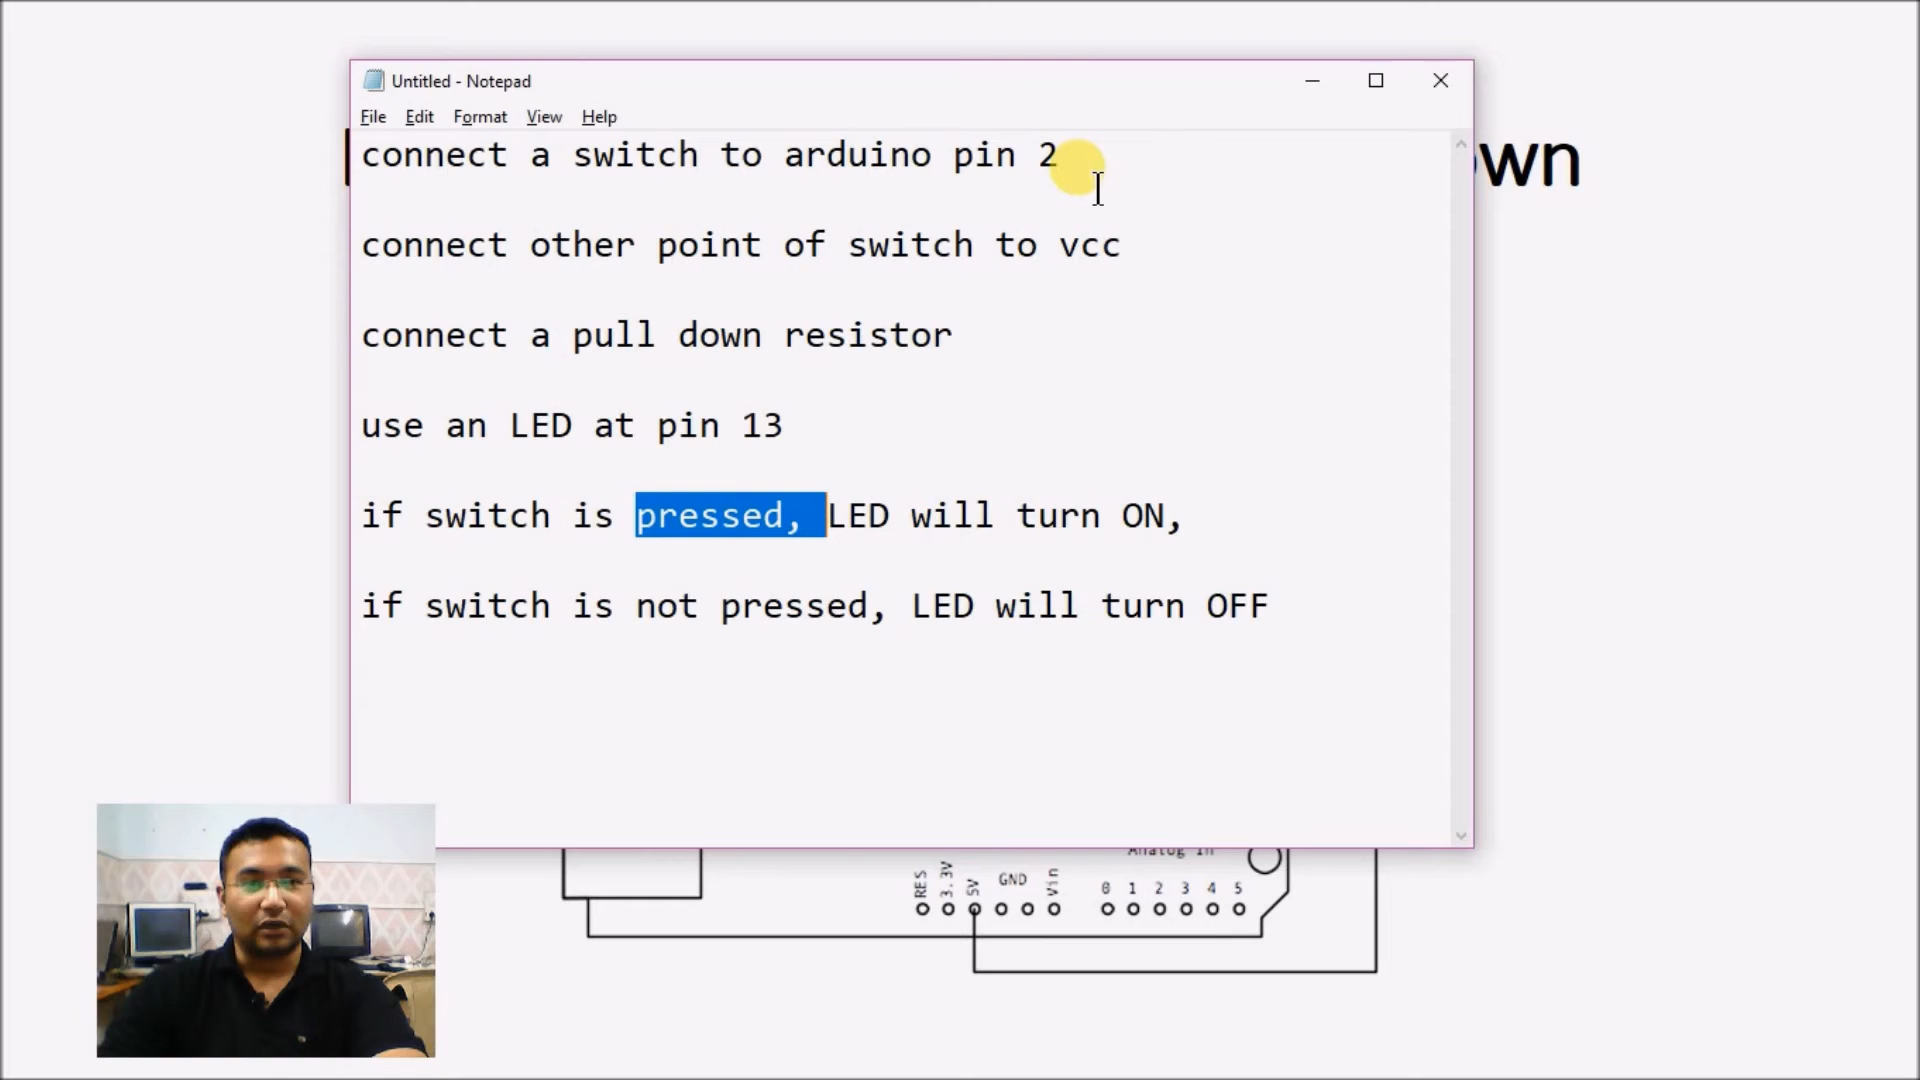 Untitled - Notepad
File Edit Format View Help
connect a switch to arduino pin 2
connect other point of switch to vcc
connect a pull down resistor
use an LED at pin 13
if switch is pressed, LED will turn ON,
if switch is not pressed, LED will turn OFF
Analog In
RES 3.3V 5V GND Vin 0 1 2 3 4 5